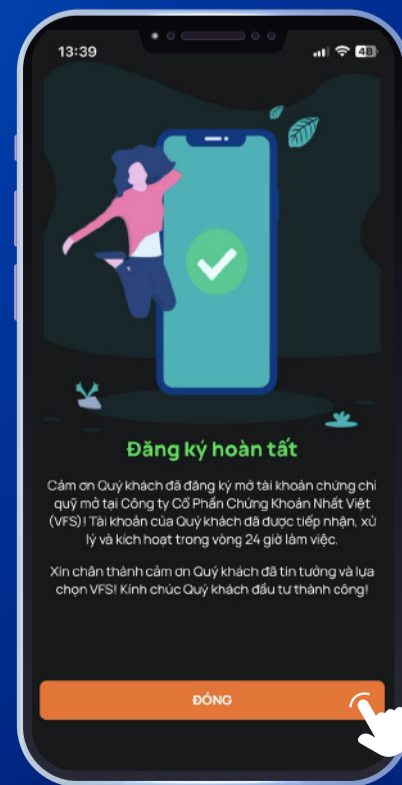 13:39
48
Đăng ký hoàn tất
Cảm ơn Quý khách đã đăng ký mở tài khoản chứng chỉ
quỹ mở tại Công ty Cổ Phần Chứng Khoán Nhất Việt
(VFS)! Tài khoản của Quý khách đã được tiếp nhận, xử
lý và kích hoạt trong vòng 24 giờ làm việc.
Xin chân thành cảm ơn Quý khách đã tin tưởng và lựa
chọn VFS! Kính chúc Quý khách đầu tư thành công!
ĐÓNG